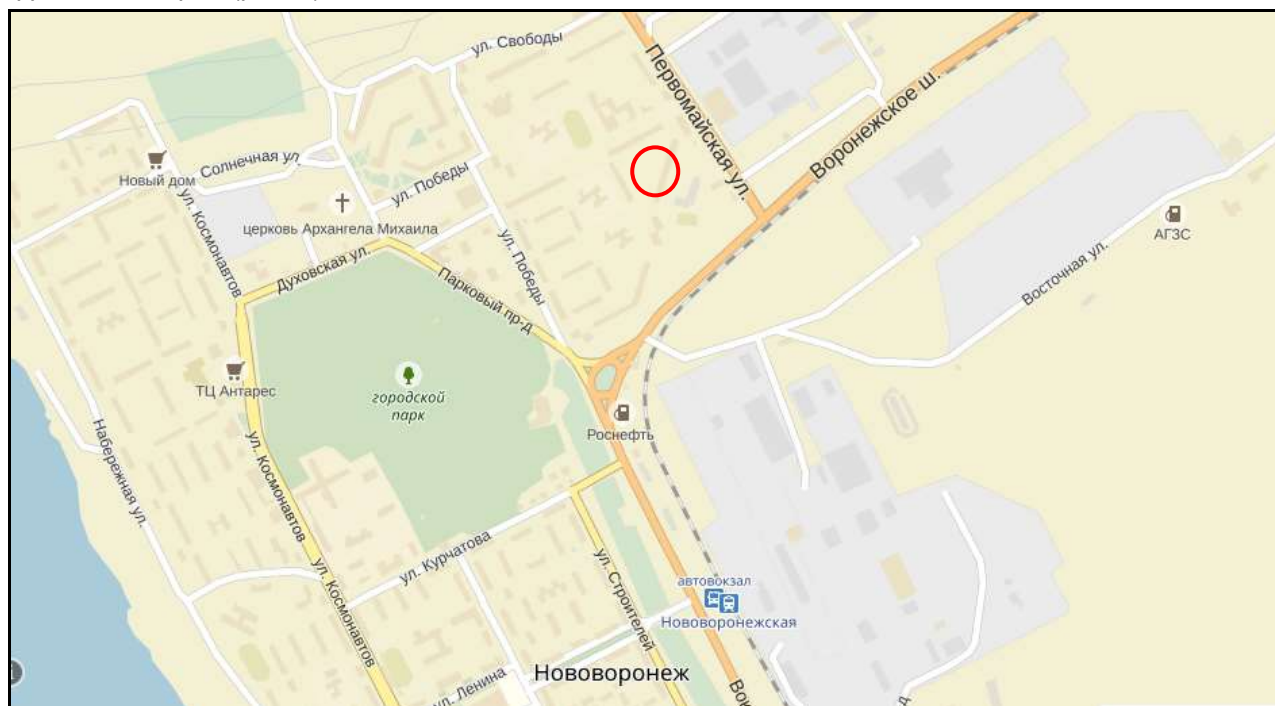 ул. Свободы
Первомайская ул.
Воронежское ш.
Новый дом
Солнечная ул.
ул. Победы
церковь Архангела Михаила
ул. Космонавтов
ул. Победы
АГЗС
Духовская ул.
Парковый пр-д
Восточная ул.
ТЦ Антарес
городской
парк
Роснефть
Набережная ул.
ул. Космонавтов
ул. Курчатова
ул. Космонавтов
ул. Строителей
автовокзал
Нововоронежская
Нововоронеж
ул. Ленина